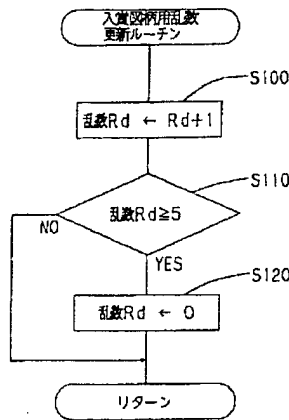 入賞図柄用乱数
更新ルーチン
S100
乱数Rd ← Rd+1
S110
乱数Rd≧5
NO
YES
S120
乱数Rd ← 0
リターン